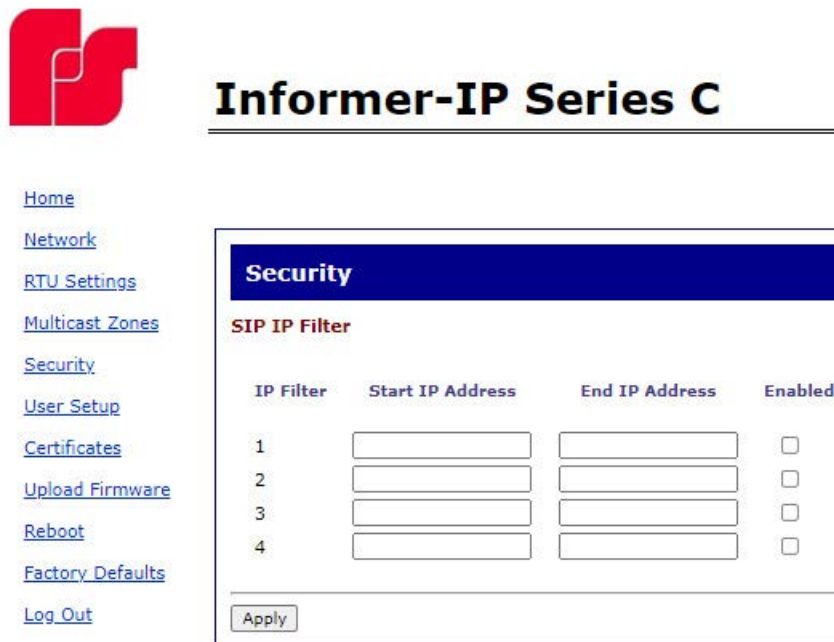 Informer-IP Series C
Home
Network
RTU Settings
Multicast Zones
Security
User Setup
Certificates
Upload Firmware
Reboot
Factory Defaults
Log Out
Security
SIP IP Filter
IP Filter Start IP Address End IP Address Enabled
1
2
3
4
Apply